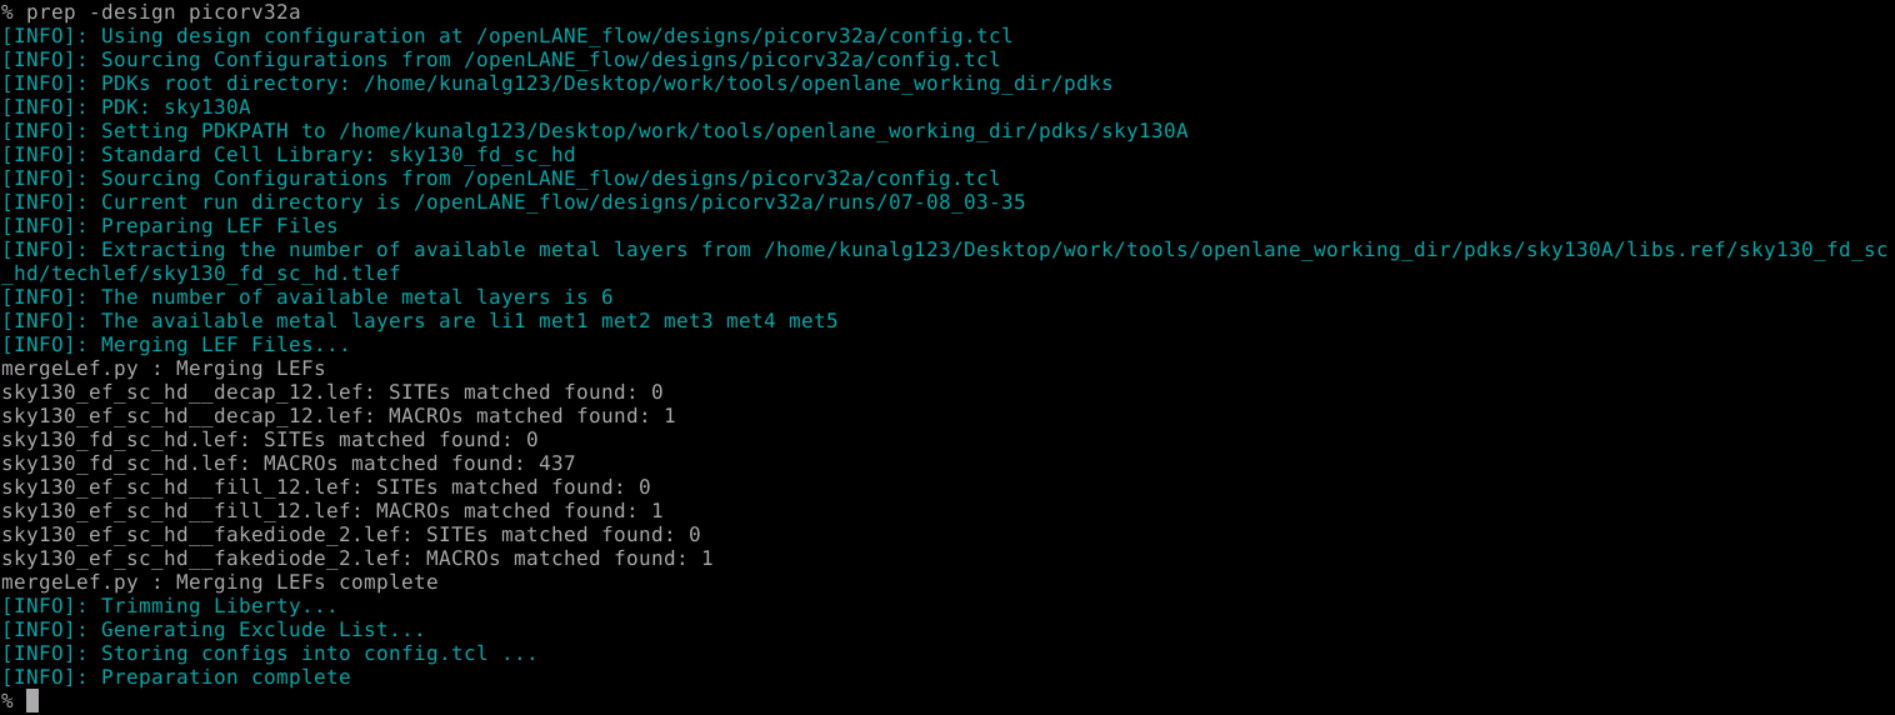 % prep -design picorv32a
[INFO]: Using design configuration at /openLANE_flow/designs/picorv32a/config.tcl
[INFO]: Sourcing Configurations from /openLANE_flow/designs/picorv32a/config.tcl
[INFO]: PDKs root directory: /home/kunalg123/Desktop/work/tools/openlane_working_dir/pdks
[INFO]: PDK: sky130A
[INFO]: Setting PDKPATH to /home/kunalg123/Desktop/work/tools/openlane_working_dir/pdks/sky130A
[INFO]: Standard Cell Library: sky130_fd_sc_hd
[INFO]: Sourcing Configurations from /openLANE_flow/designs/picorv32a/config.tcl
[INFO]: Current run directory is /openLANE_flow/designs/picorv32a/runs/07-08_03-35
[INFO]: Preparing LEF Files
[INFO]: Extracting the number of available metal layers from /home/kunalg123/Desktop/work/tools/openlane_working_dir/pdks/sky130A/libs.ref/sky130_fd_sc
_hd/techlef/sky130_fd_sc_hd.tlef
[INFO]: The number of available metal layers is 6
[INFO]: The available metal layers are li1 met1 met2 met3 met4 met5
[INFO]: Merging LEF Files...
mergeLef.py : Merging LEFs
sky130_ef_sc_hd__decap_12.lef: SITEs matched found: 0
sky130_ef_sc_hd__decap_12.lef: MACROs matched found: 1
sky130_fd_sc_hd.lef: SITEs matched found: 0
sky130_fd_sc_hd.lef: MACROs matched found: 437
sky130_ef_sc_hd__fill_12.lef: SITEs matched found: 0
sky130_ef_sc_hd__fill_12.lef: MACROs matched found: 1
sky130_ef_sc_hd__fakediode_2.lef: SITEs matched found: 0
sky130_ef_sc_hd__fakediode_2.lef: MACROs matched found: 1
mergeLef.py : Merging LEFs complete
[INFO]: Trimming Liberty...
[INFO]: Generating Exclude List...
[INFO]: Storing configs into config.tcl ...
[INFO]: Preparation complete
%